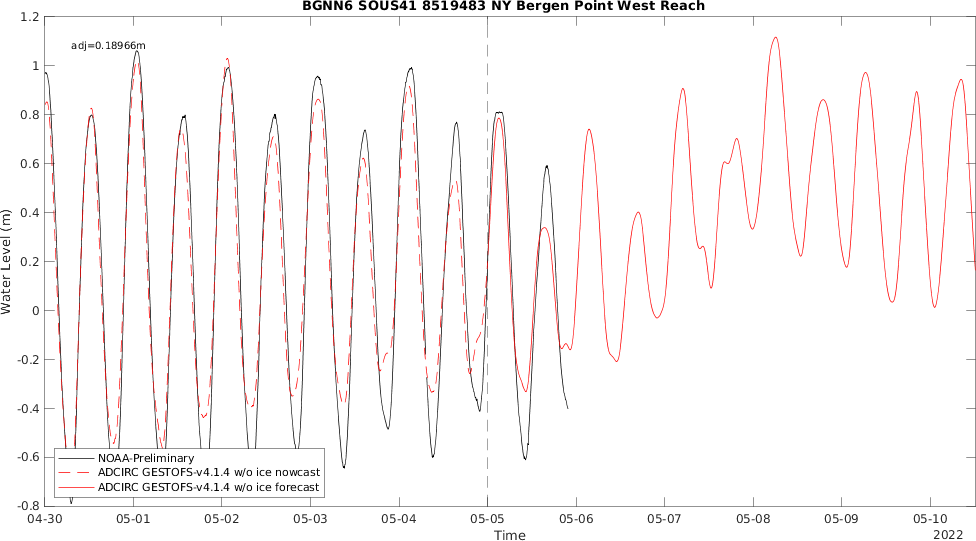 BGNN6 SOUS41 8519483 NY Bergen Point West Reach
1.2
adj=0.18966m
1
0.8
0.6
0.4
0.2
0
-0.2
-0.4
-0.6
-0.8
Water Level (m)
NOAA-Preliminary
ADCIRC GESTOFS-v4.1.4 w/o ice nowcast
ADCIRC GESTOFS-v4.1.4 w/o ice forecast
04-30 05-01 05-02 05-03 05-04 05-05 05-06 05-07 05-08 05-09 05-10
Time
2022